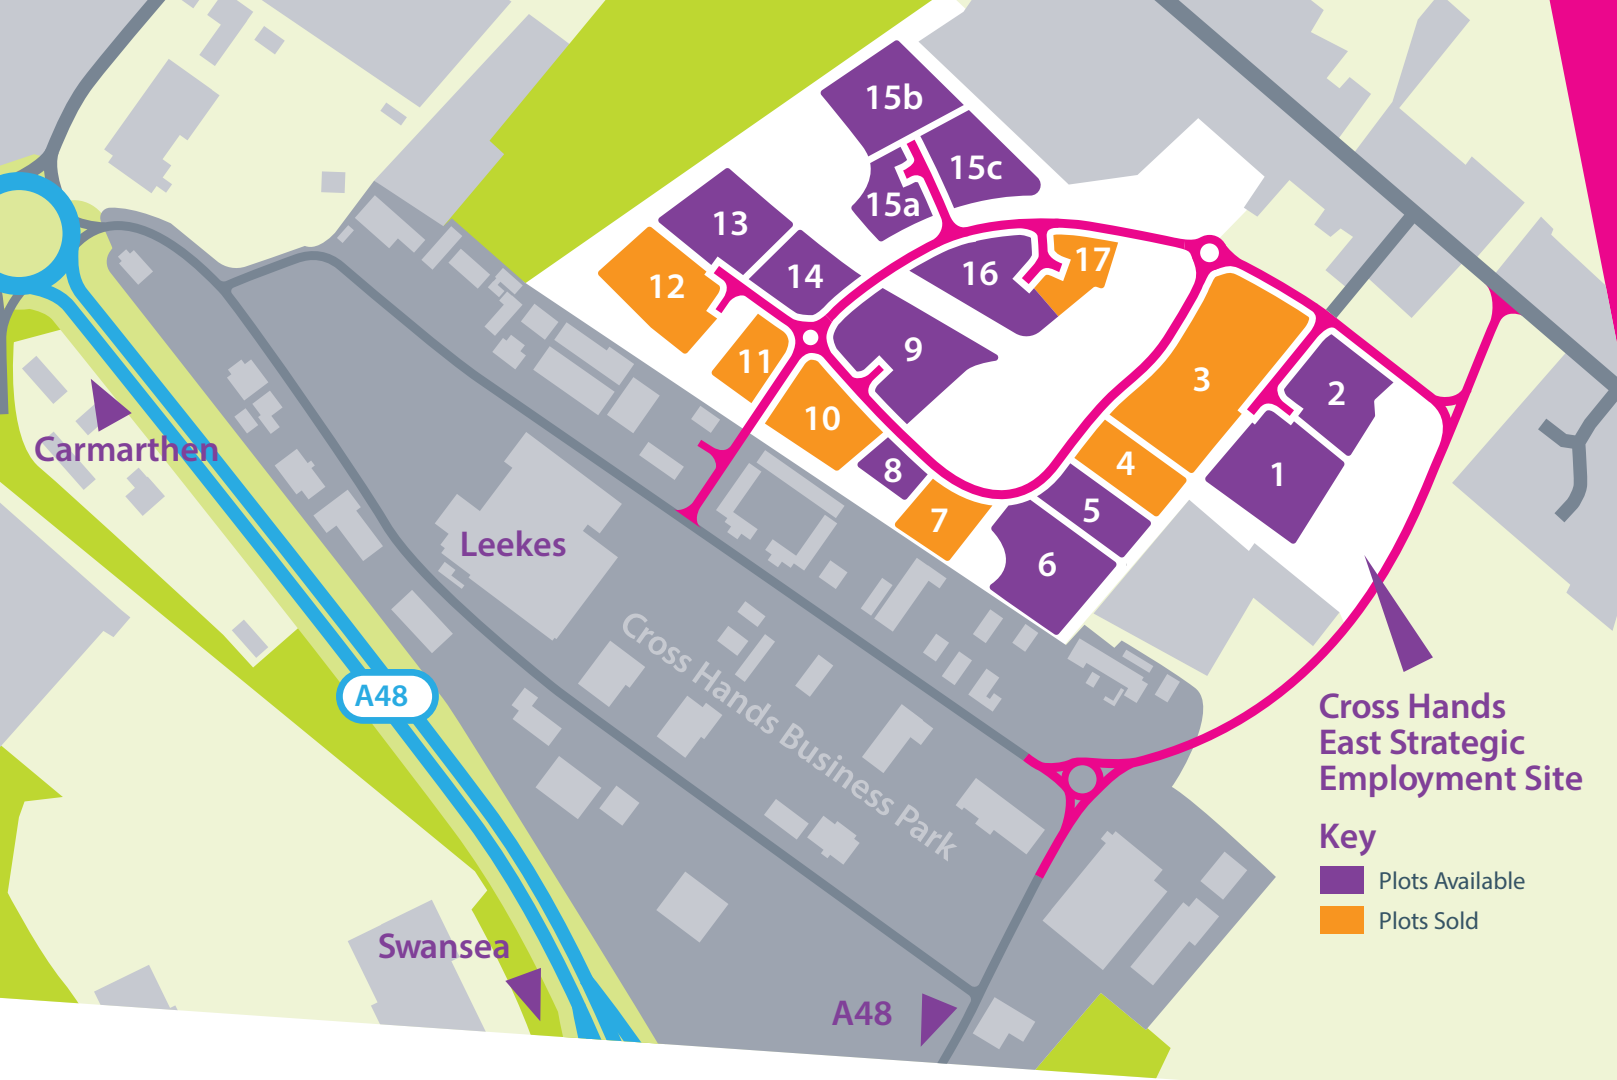 15b
15c
15a
13
14
12
11
10
16
17
9
3
2
1
4
5
8
7
6
Carmarthen
Leekes
Cross Hands Business Park
A48
Swansea
A48
Cross Hands
East Strategic
Employment Site
Key
Plots Available
Plots Sold